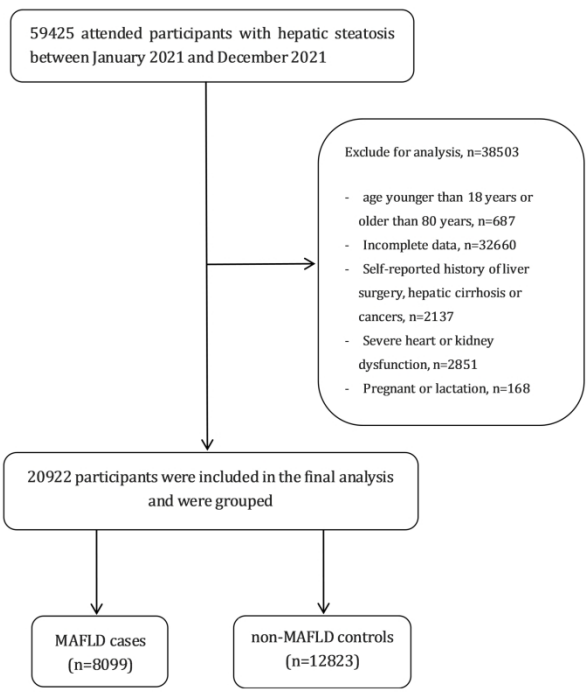 59425 attended participants with hepatic steatosis
between January 2021 and December 2021
Exclude for analysis, n=38503
- age younger than 18 years or
older than 80 years, n=687
- Incomplete data, n=32660
- Self-reported history of liver
surgery, hepatic cirrhosis or
cancers, n=2137
- Severe heart or kidney
dysfunction, n=2851
- Pregnant or lactation, n=168
20922 participants were included in the final analysis
and were grouped
MAFLD cases
(n=8099)
non-MAFLD controls
(n=12823)